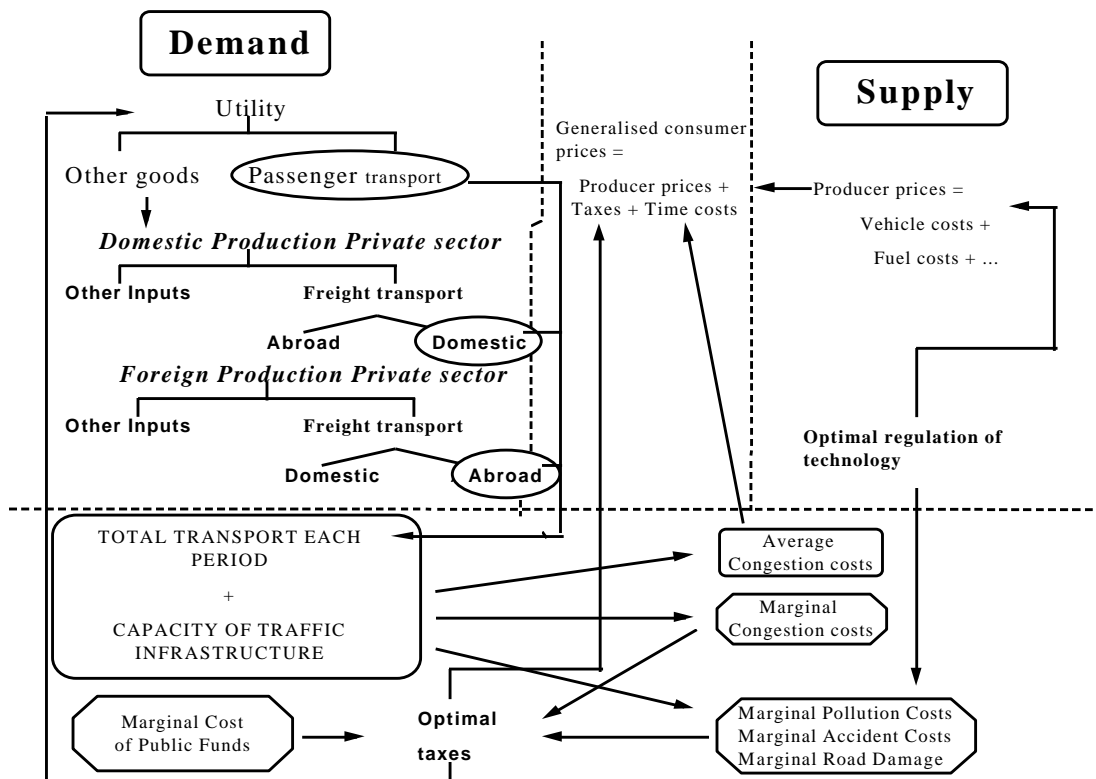 Demand
Supply
Utility
Other goods
Passenger transport
Generalised consumer
prices =
Producer prices +
Taxes + Time costs
Producer prices =
Vehicle costs +
Fuel costs + ...
Domestic Production Private sector
Other Inputs
Freight transport
Abroad
Domestic
Foreign Production Private sector
Other Inputs
Freight transport
Domestic
Abroad
Optimal regulation of
technology
TOTAL TRANSPORT EACH
PERIOD
+
CAPACITY OF TRAFFIC
INFRASTRUCTURE
Average
Congestion costs
Marginal
Congestion costs
Marginal Cost
of Public Funds
Optimal
taxes
Marginal Pollution Costs
Marginal Accident Costs
Marginal Road Damage